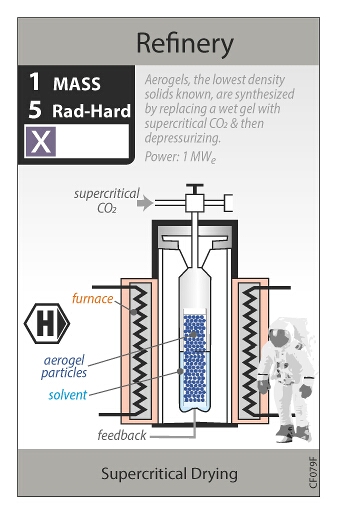 Refinery
1 MASS
5 Rad-Hard
X
Aerogels, the lowest density
solids known, are synthesized
by replacing a wet gel with
supercritical CO₂ & then
depressurizing.
Power: 1 MWₑ
supercritical
CO₂
furnace
H
aerogel
particles
solvent
feedback
Supercritical Drying
CF079F